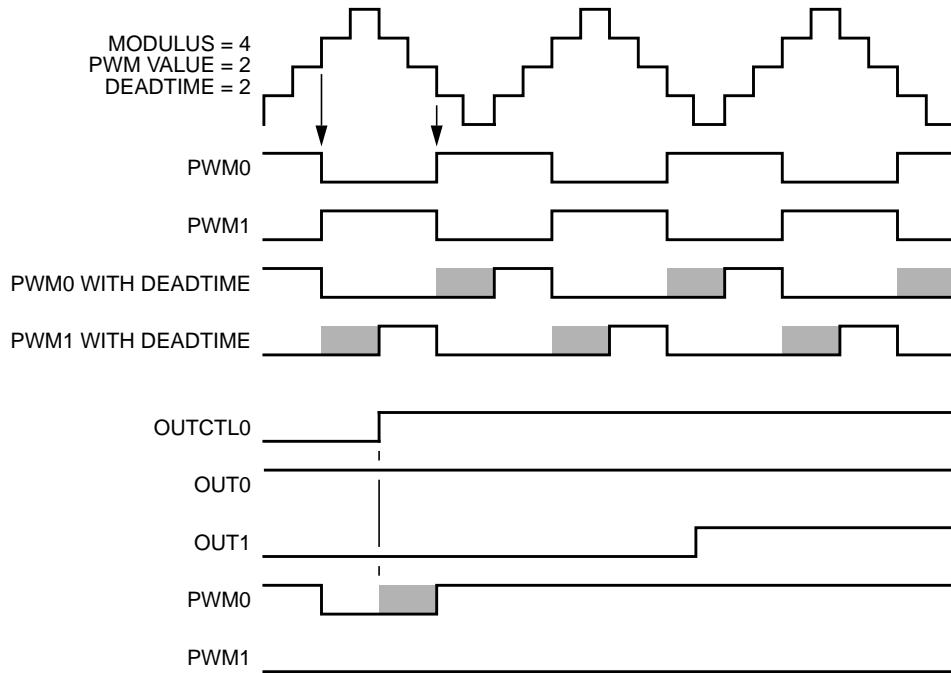 MODULUS = 4
PWM VALUE = 2
DEADTIME = 2
PWM0
PWM1
PWM0 WITH DEADTIME
PWM1 WITH DEADTIME
OUTCTL0
OUT0
OUT1
PWM0
PWM1